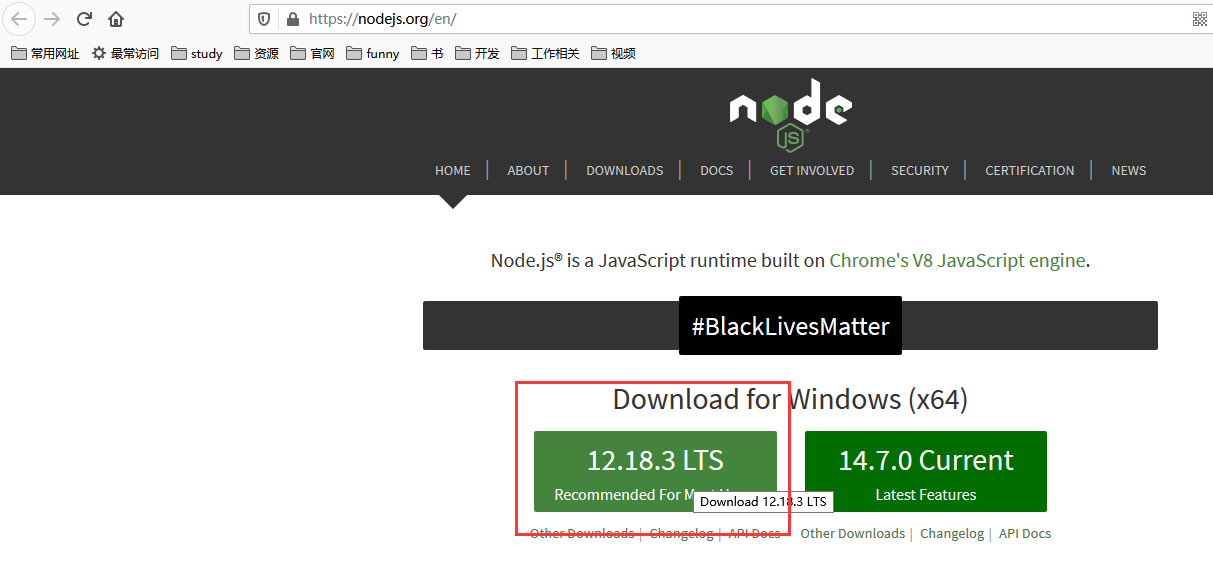 https://nodejs.org/en/
常用网址 最常访问 study 资源 官网 funny 书 开发 工作相关 视频
node
JS
HOME | ABOUT | DOWNLOADS | DOCS | GET INVOLVED | SECURITY | CERTIFICATION | NEWS
Node.js® is a JavaScript runtime built on Chrome's V8 JavaScript engine.
#BlackLivesMatter
Download for Windows (x64)
12.18.3 LTS 14.7.0 Current
Recommended For Latest Features
Download 12.18.3 LTS
Other Downloads | Changelog | API Docs Other Downloads | Changelog | API Docs